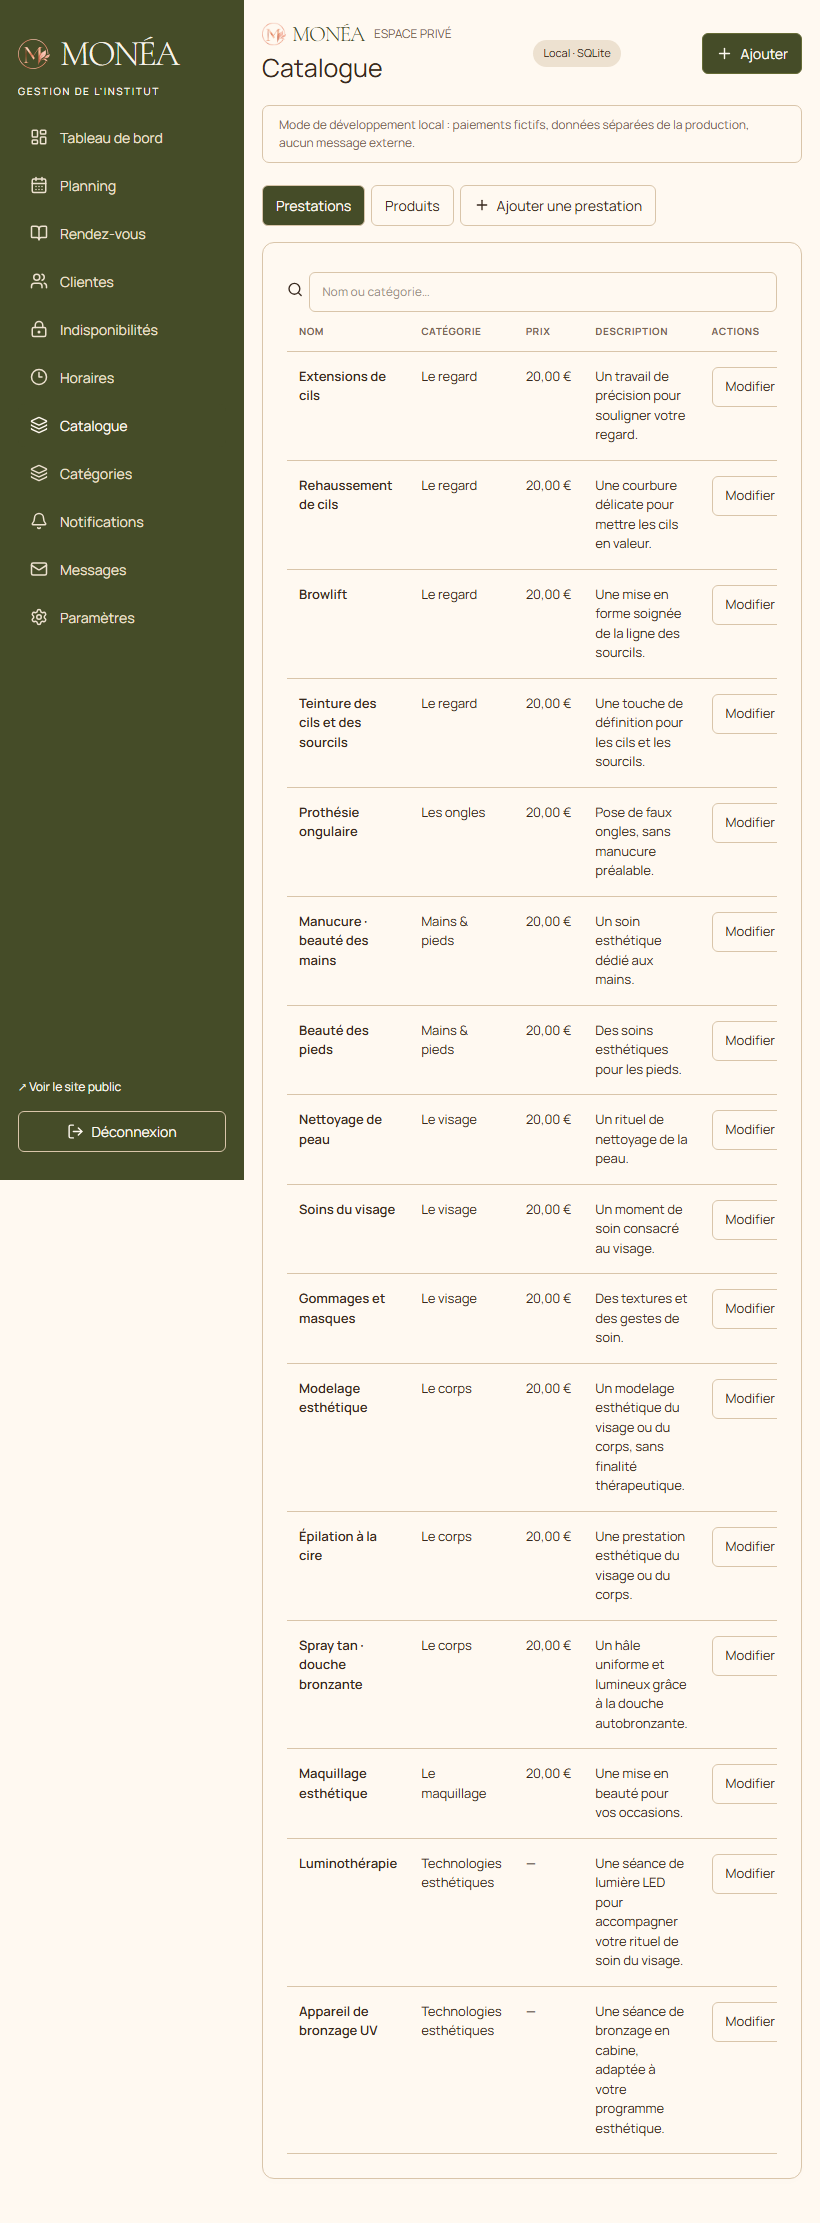 MONÉA
GESTION DE L'INSTITUT
Tableau de bord
Planning
Rendez-vous
Clientes
Indisponibilités
Horaires
Catalogue
Catégories
Notifications
Messages
Paramètres
↗ Voir le site public
Déconnexion
MONÉA ESPACE PRIVÉ
Catalogue
Local · SQLite
+ Ajouter
Mode de développement local : paiements fictifs, données séparées de la production,
aucun message externe.
Prestations Produits + Ajouter une prestation
Nom ou catégorie…
NOM CATÉGORIE PRIX DESCRIPTION ACTIONS
Extensions de Le regard 20,00 € Un travail de Modifier
cils précision pour
souligner votre
regard.
Rehaussement Le regard 20,00 € Une courbure Modifier
de cils délicate pour
mettre les cils
en valeur.
Browlift Le regard 20,00 € Une mise en Modifier
forme soignée
de la ligne des
sourcils.
Teinture des Le regard 20,00 € Une touche de Modifier
cils et des définition pour
sourcils les cils et les
sourcils.
Prothésie Les ongles 20,00 € Pose de faux Modifier
ongulaire ongles, sans
manucure
préalable.
Manucure · Mains & 20,00 € Un soin Modifier
beauté des pieds esthétique
mains dédié aux
mains.
Beauté des Mains & 20,00 € Des soins Modifier
pieds pieds esthétiques
pour les pieds.
Nettoyage de Le visage 20,00 € Un rituel de Modifier
peau nettoyage de la
peau.
Soins du visage Le visage 20,00 € Un moment de Modifier
soin consacré
au visage.
Gommages et Le visage 20,00 € Des textures et Modifier
masques des gestes de
soin.
Modelage Le corps 20,00 € Un modelage Modifier
esthétique esthétique du
visage ou du
corps, sans
finalité
thérapeutique.
Épilation à la Le corps 20,00 € Une prestation Modifier
cire esthétique du
visage ou du
corps.
Spray tan · Le corps 20,00 € Un hâle Modifier
douche uniforme et
bronzante lumineux grâce
à la douche
autobronzante.
Maquillage Le 20,00 € Une mise en Modifier
esthétique maquillage beauté pour
vos occasions.
Luminothérapie Technologies — Une séance de Modifier
esthétiques lumière LED
pour
accompagner
votre rituel de
soin du visage.
Appareil de Technologies — Une séance de Modifier
bronzage UV esthétiques bronzage en
cabine,
adaptée à
votre
programme
esthétique.